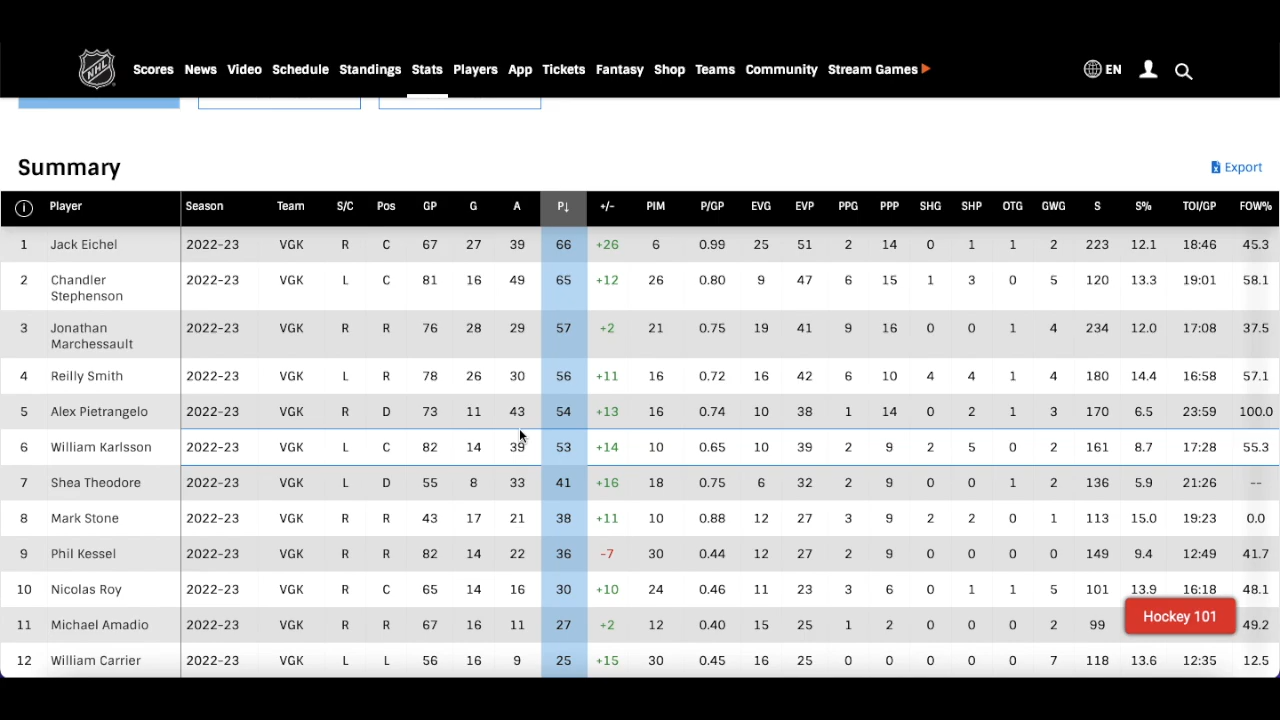 NHL Scores News Video Schedule Standings Stats Players App Tickets Fantasy Shop Teams Community Stream Games EN
Summary
Export
i Player Season Team S/C Pos GP G A P↓ +/- PIM P/GP EVG EVP PPG PPP SHG SHP OTG GWG S S% TOI/GP FOW%
1 Jack Eichel 2022-23 VGK R C 67 27 39 66 +26 6 0.99 25 51 2 14 0 1 1 2 223 12.1 18:46 45.3
2 Chandler 2022-23 VGK L C 81 16 49 65 +12 26 0.80 9 47 6 15 1 3 0 5 120 13.3 19:01 58.1
Stephenson
3 Jonathan 2022-23 VGK R R 76 28 29 57 +2 21 0.75 19 41 9 16 0 0 1 4 234 12.0 17:08 37.5
Marchessault
4 Reilly Smith 2022-23 VGK L R 78 26 30 56 +11 16 0.72 16 42 6 10 4 4 1 4 180 14.4 16:58 57.1
5 Alex Pietrangelo 2022-23 VGK R D 73 11 43 54 +13 16 0.74 10 38 1 14 0 2 1 3 170 6.5 23:59 100.0
6 William Karlsson 2022-23 VGK L C 82 14 39 53 +14 10 0.65 10 39 2 9 2 5 0 2 161 8.7 17:28 55.3
7 Shea Theodore 2022-23 VGK L D 55 8 33 41 +16 18 0.75 6 32 2 9 0 0 1 2 136 5.9 21:26 --
8 Mark Stone 2022-23 VGK R R 43 17 21 38 +11 10 0.88 12 27 3 9 2 2 0 1 113 15.0 19:23 0.0
9 Phil Kessel 2022-23 VGK R R 82 14 22 36 -7 30 0.44 12 27 2 9 0 0 0 0 149 9.4 12:49 41.7
10 Nicolas Roy 2022-23 VGK R C 65 14 16 30 +10 24 0.46 11 23 3 6 0 1 1 5 101 13.9 16:18 48.1
11 Michael Amadio 2022-23 VGK R R 67 16 11 27 +2 12 0.40 15 25 1 2 0 0 0 2 99 49.2
Hockey 101
12 William Carrier 2022-23 VGK L L 56 16 9 25 +15 30 0.45 16 25 0 0 0 0 0 7 118 13.6 12:35 12.5